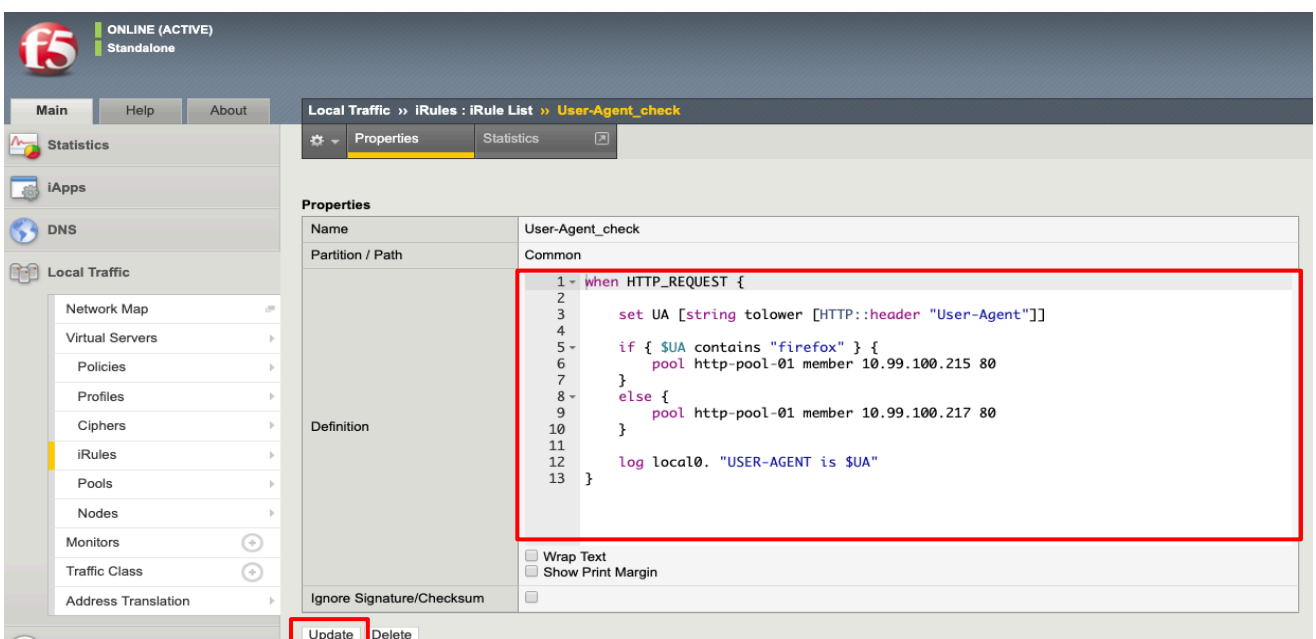 f5
ONLINE (ACTIVE)
Standalone
Main Help About
Statistics
iApps
DNS
Local Traffic
Network Map
Virtual Servers
Policies
Profiles
Ciphers
iRules
Pools
Nodes
Monitors
Traffic Class
Address Translation
Local Traffic ›› iRules : iRule List ›› User-Agent_check
Properties Statistics
Properties
Name User-Agent_check
Partition / Path Common
Definition
1 when HTTP_REQUEST {
2
3 set UA [string tolower [HTTP::header "User-Agent"]]
4
5 if { $UA contains "firefox" } {
6 pool http-pool-01 member 10.99.100.215 80
7 }
8 else {
9 pool http-pool-01 member 10.99.100.217 80
10 }
11
12 log local0. "USER-AGENT is $UA"
13 }
Wrap Text
Show Print Margin
Ignore Signature/Checksum
Update Delete